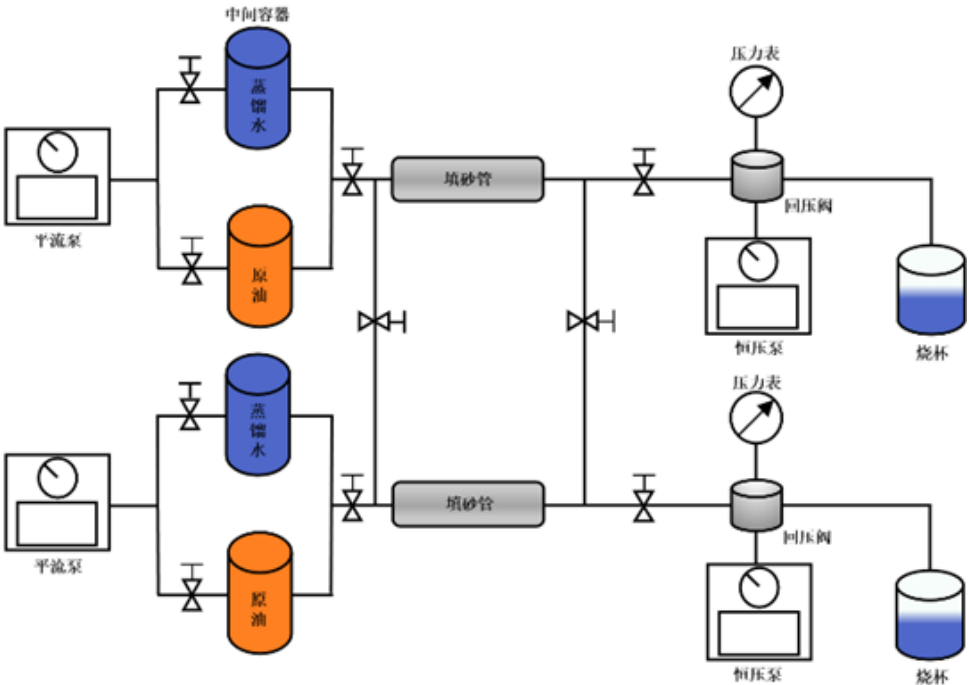 中间容器
蒸馏水
压力表
填砂管
回压阀
平流泵
原油
恒压泵
烧杯
蒸馏水
压力表
填砂管
回压阀
平流泵
原油
恒压泵
烧杯